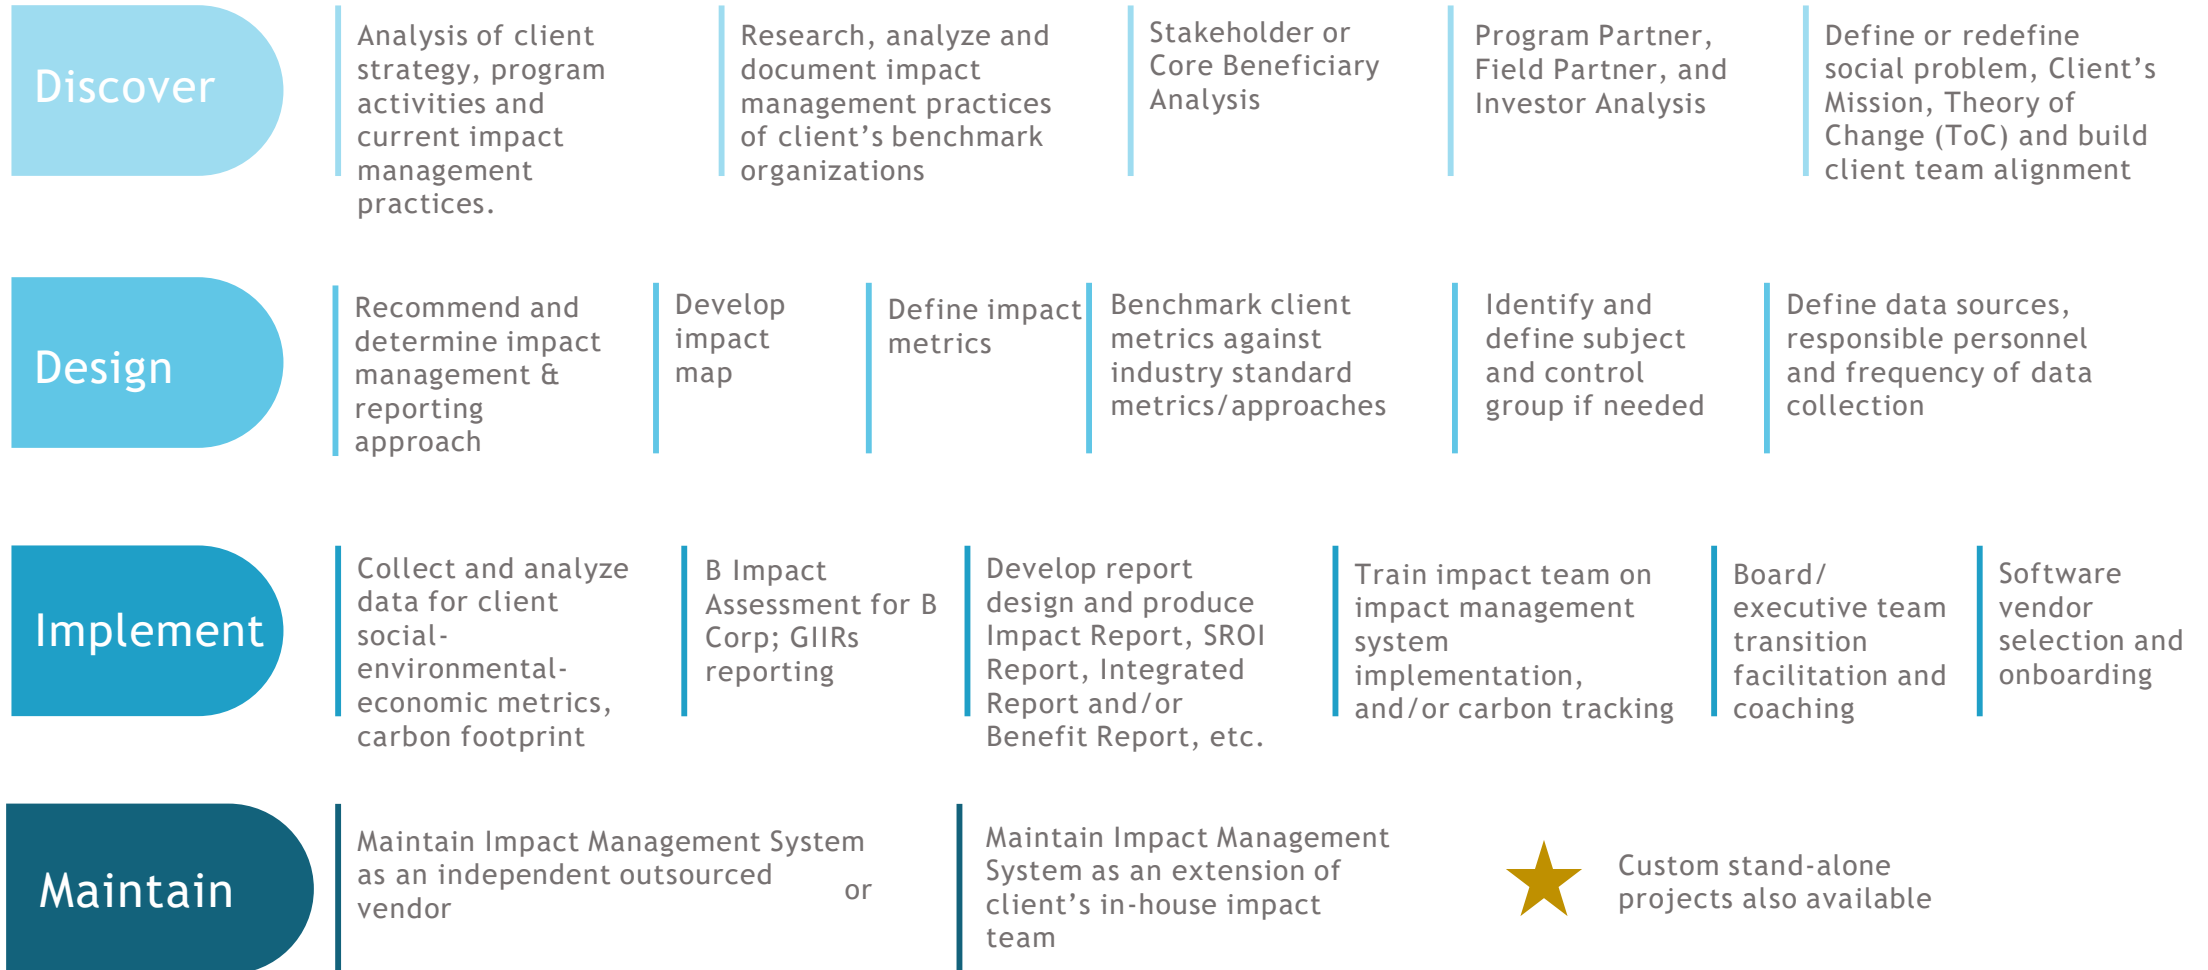 Discover
Analysis of client
strategy, program
activities and
current impact
management
practices.
Research, analyze and
document impact
management practices
of client’s benchmark
organizations
Stakeholder or
Core Beneficiary
Analysis
Program Partner,
Field Partner, and
Investor Analysis
Define or redefine
social problem, Client’s
Mission, Theory of
Change (ToC) and build
client team alignment
Design
Recommend and
determine impact
management &
reporting
approach
Develop
impact
map
Define impact
metrics
Benchmark client
metrics against
industry standard
metrics/approaches
Identify and
define subject
and control
group if needed
Define data sources,
responsible personnel
and frequency of data
collection
Implement
Collect and analyze
data for client
social-
environmental-
economic metrics,
carbon footprint
B Impact
Assessment for B
Corp; GIIRs
reporting
Develop report
design and produce
Impact Report, SROI
Report, Integrated
Report and/or
Benefit Report, etc.
Train impact team on
impact management
system
implementation,
and/or carbon tracking
Board/
executive team
transition
facilitation and
coaching
Software
vendor
selection and
onboarding
Maintain
Maintain Impact Management System
as an independent outsourced
vendor
or
Maintain Impact Management
System as an extension of
client’s in-house impact
team
Custom stand-alone
projects also available